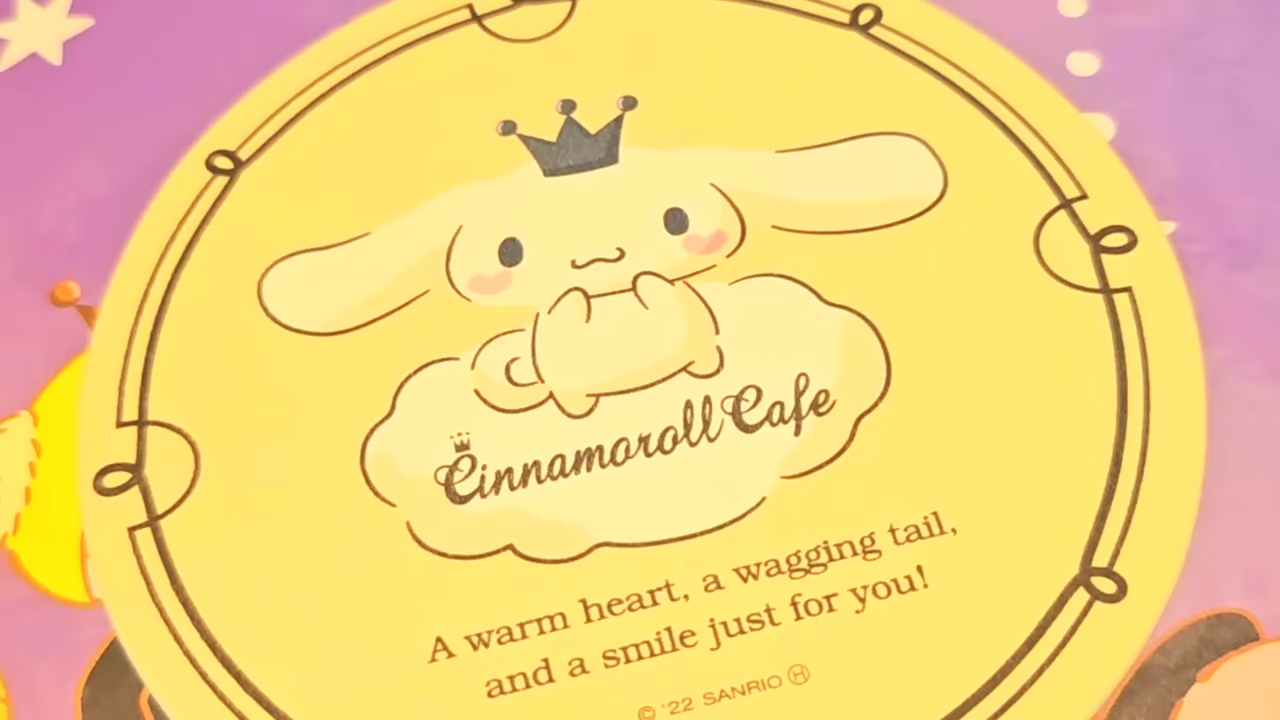 Cinnamoroll Cafe
A warm heart, a wagging tail,
and a smile just for you!
© '22 SANRIO Ⓗ